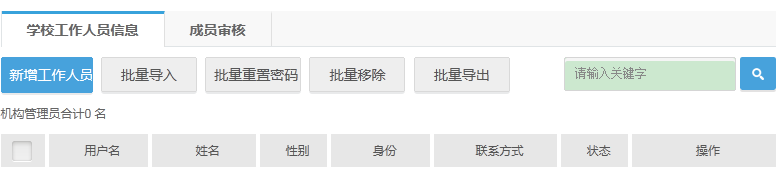 学校工作人员信息 成员审核
新增工作人员 批量导入 批量重置密码 批量移除 批量导出 请输入关键字
机构管理员合计0 名
用户名 姓名 性别 身份 联系方式 状态 操作